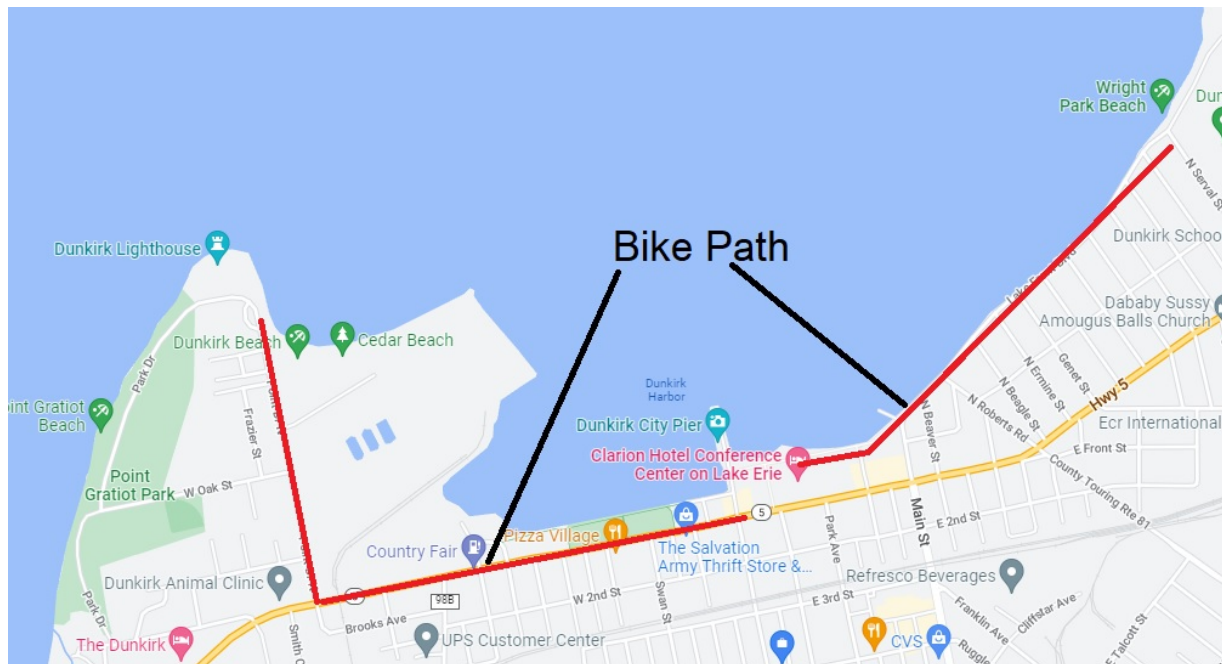 Wright
Park Beach
Dun
N Serval St
Dunkirk School
Dunkirk Lighthouse
Bike Path
Dababy Sussy
Amougus Balls Church
Park Dr
Dunkirk Beach
Cedar Beach
Genet St
N Ermine St
N Beagle St
Hwy 5
oint Gratiot
Beach
Dunkirk
Harbor
Frazier St
N Beaver St
N Roberts Rd
Dunkirk City Pier
Ecr International
Clarion Hotel Conference
Center on Lake Erie
E Front St
Point
Gratiot Park
W Oak St
County Touring Rte 81
Main St
5
E 2nd St
Pizza Village
Country Fair
The Salvation
Army Thrift Store &...
Park Ave
Dunkirk Animal Clinic
Refresco Beverages
98B
W 2nd St
Swan St
E 3rd St
Park Dr
Brooks Ave
Cliffstar Ave
Franklin Ave
The Dunkirk
Smith
UPS Customer Center
CVS
Ruggle
E Talcott St